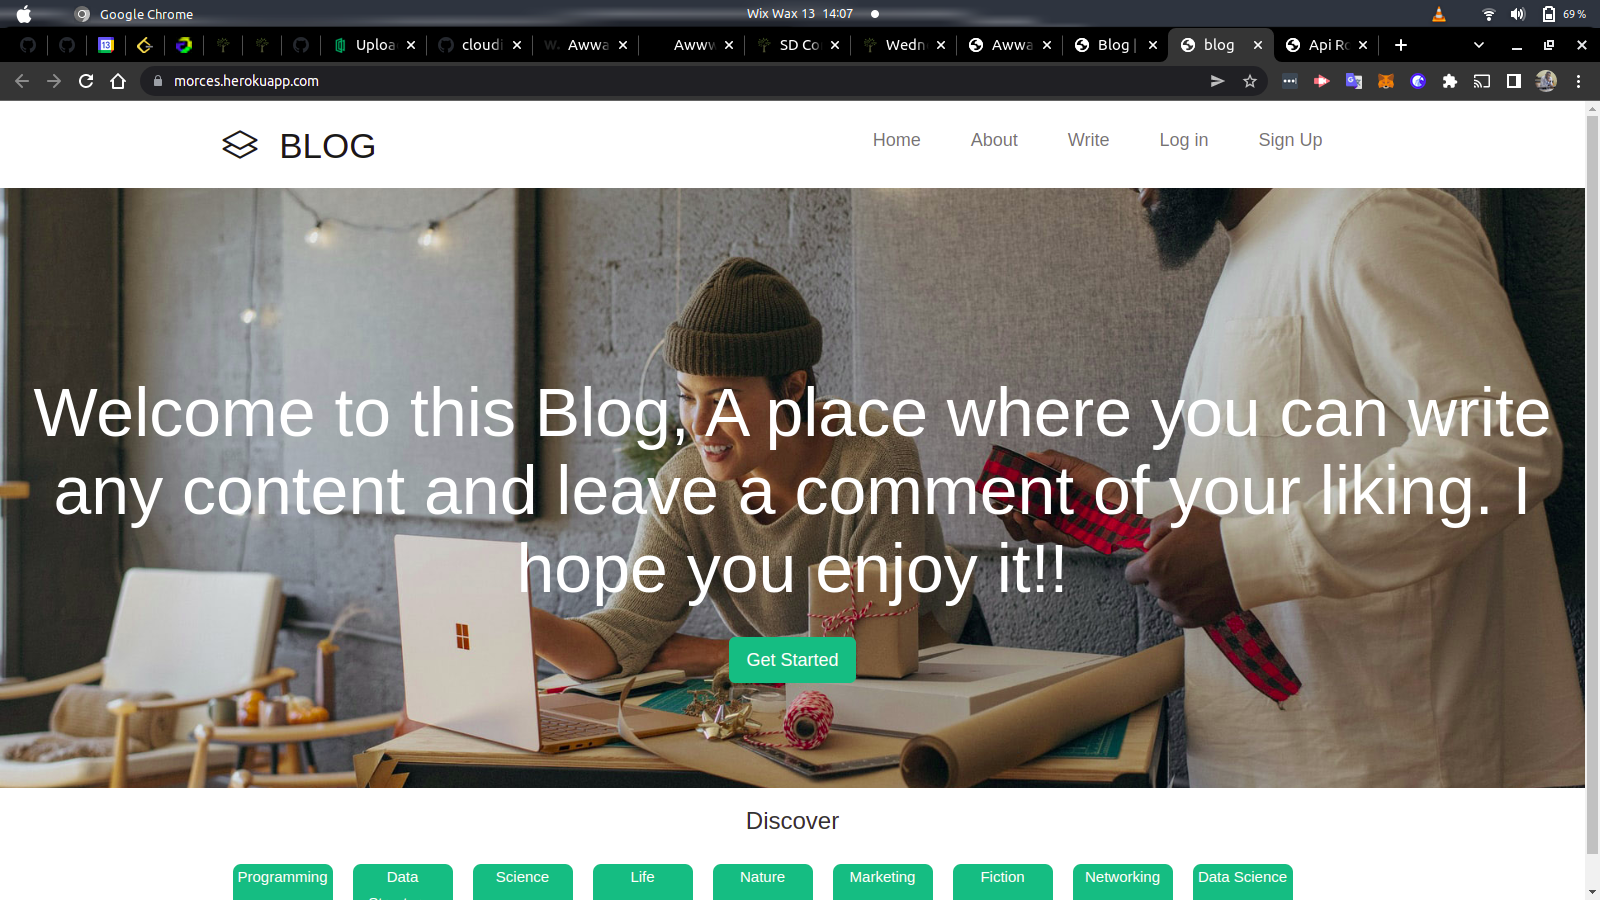 Google Chrome
Wix Wax 13 14:07
69 %
Uploa
cloudi
Awwa
Awww
SD Co
Wedn
Awwa
Blog |
blog
Api Ro
morces.herokuapp.com
BLOG
Home
About
Write
Log in
Sign Up
Welcome to this Blog, A place where you can write
any content and leave a comment of your liking. I
hope you enjoy it!!
Get Started
Discover
Programming
Data
Science
Life
Nature
Marketing
Fiction
Networking
Data Science